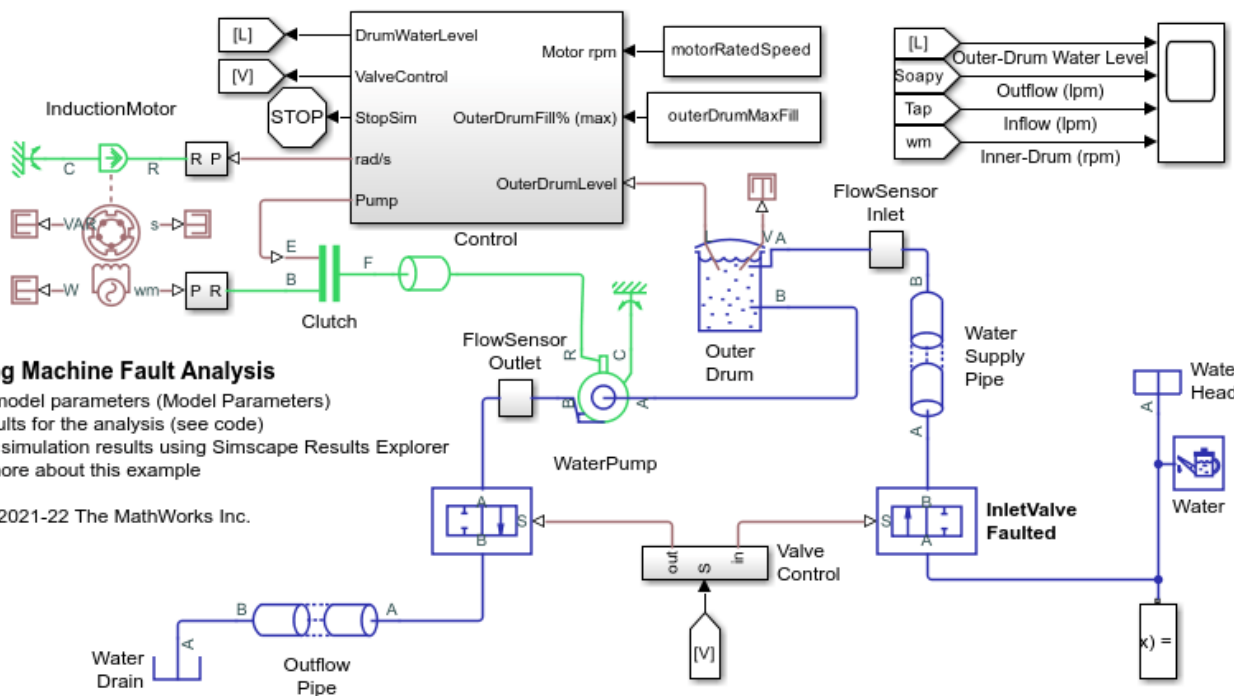 [L]
[V]
STOP
DrumWaterLevel
ValveControl
StopSim
rad/s
Pump
Motor rpm
OuterDrumFill% (max)
OuterDrumLevel
Control
motorRatedSpeed
outerDrumMaxFill
[L]
Soapy
Tap
wm
Outer-Drum Water Level
Outflow (lpm)
Inflow (lpm)
Inner-Drum (rpm)
InductionMotor
C
R
R P
VAR
s
W
wm
P R
E
B
F
Clutch
FlowSensor
Outlet
R
C
B
A
WaterPump
L
V
A
B
Outer
Drum
FlowSensor
Inlet
B
Water
Supply
Pipe
A
Wate
Head
A
Water
g Machine Fault Analysis
model parameters (Model Parameters)
ults for the analysis (see code)
simulation results using Simscape Results Explorer
nore about this example
2021-22 The MathWorks Inc.
A
S
B
B
S
A
InletValve
Faulted
out
S
in
Valve
Control
[V]
x) =
B
A
A
Water
Drain
Outflow
Pipe